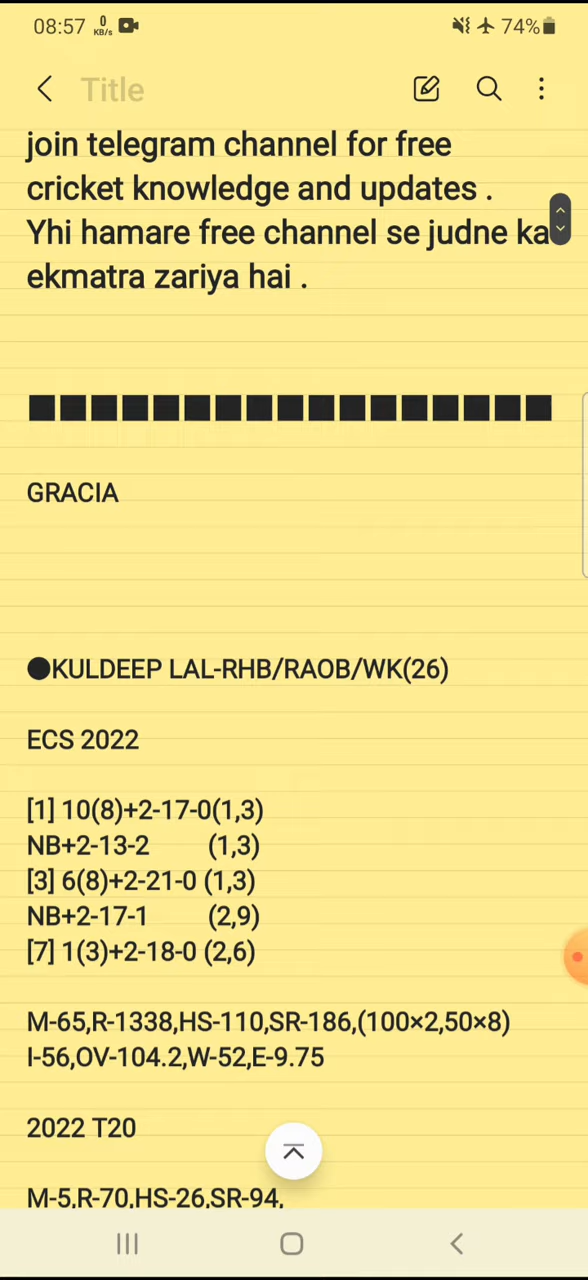 08:57 0 KB/s 74%
Title
join telegram channel for free
cricket knowledge and updates .
Yhi hamare free channel se judne ka
ekmatra zariya hai .
■■■■■■■■■■■■■■■■■
GRACIA
●KULDEEP LAL-RHB/RAOB/WK(26)
ECS 2022
[1] 10(8)+2-17-0(1,3)
NB+2-13-2 (1,3)
[3] 6(8)+2-21-0 (1,3)
NB+2-17-1 (2,9)
[7] 1(3)+2-18-0 (2,6)
M-65,R-1338,HS-110,SR-186,(100×2,50×8)
I-56,OV-104.2,W-52,E-9.75
2022 T20
M-5,R-70,HS-26,SR-94,